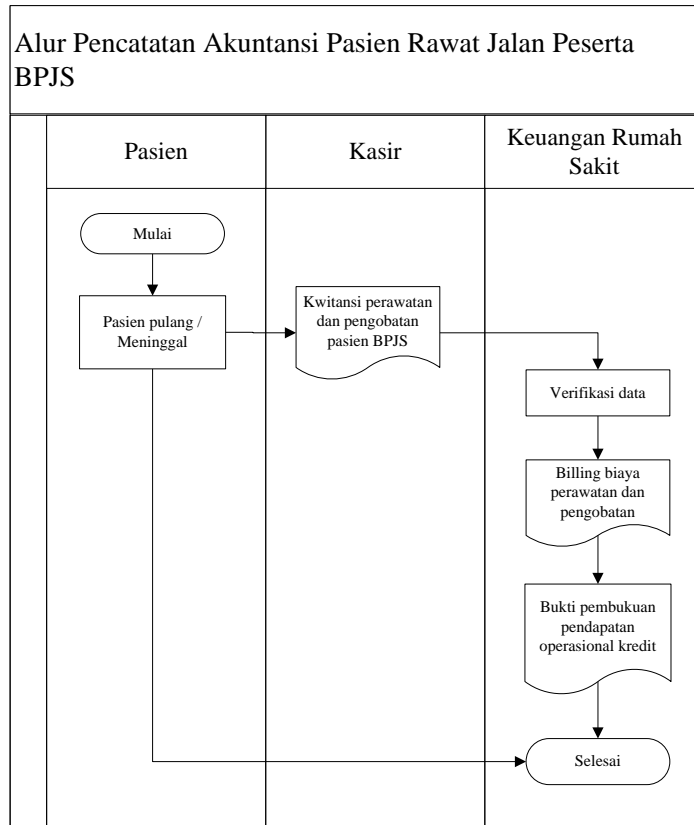 Alur Pencatatan Akuntansi Pasien Rawat Jalan Peserta
BPJS
Pasien
Kasir
Keuangan Rumah
Sakit
Mulai
Pasien pulang /
Meninggal
Kwitansi perawatan
dan pengobatan
pasien BPJS
Verifikasi data
Billing biaya
perawatan dan
pengobatan
Bukti pembukuan
pendapatan
operasional kredit
Selesai